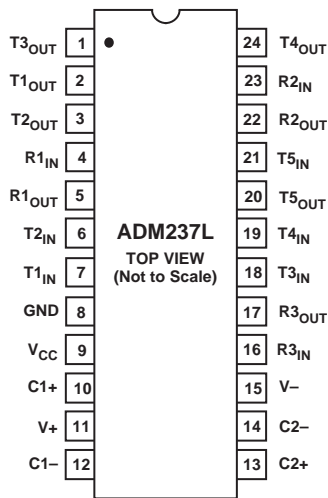 T3OUT 1 24 T4OUT
T1OUT 2 23 R2IN
T2OUT 3 22 R2OUT
R1IN 4 21 T5IN
R1OUT 5 20 T5OUT
T2IN 6 ADM237L 19 T4IN
TOP VIEW
T1IN 7 (Not to Scale) 18 T3IN
GND 8 17 R3OUT
VCC 9 16 R3IN
C1+ 10 15 V–
V+ 11 14 C2–
C1– 12 13 C2+